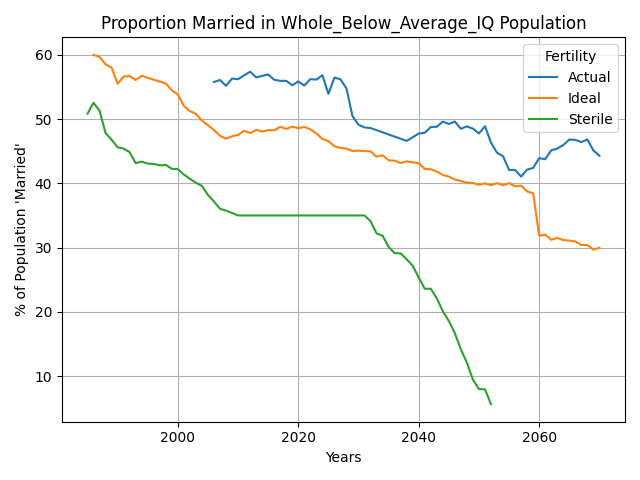 Proportion Married in Whole_Below_Average_IQ Population
Fertility
Actual
Ideal
Sterile
% of Population 'Married'
60
50
40
30
20
10
2000
2020
2040
2060
Years